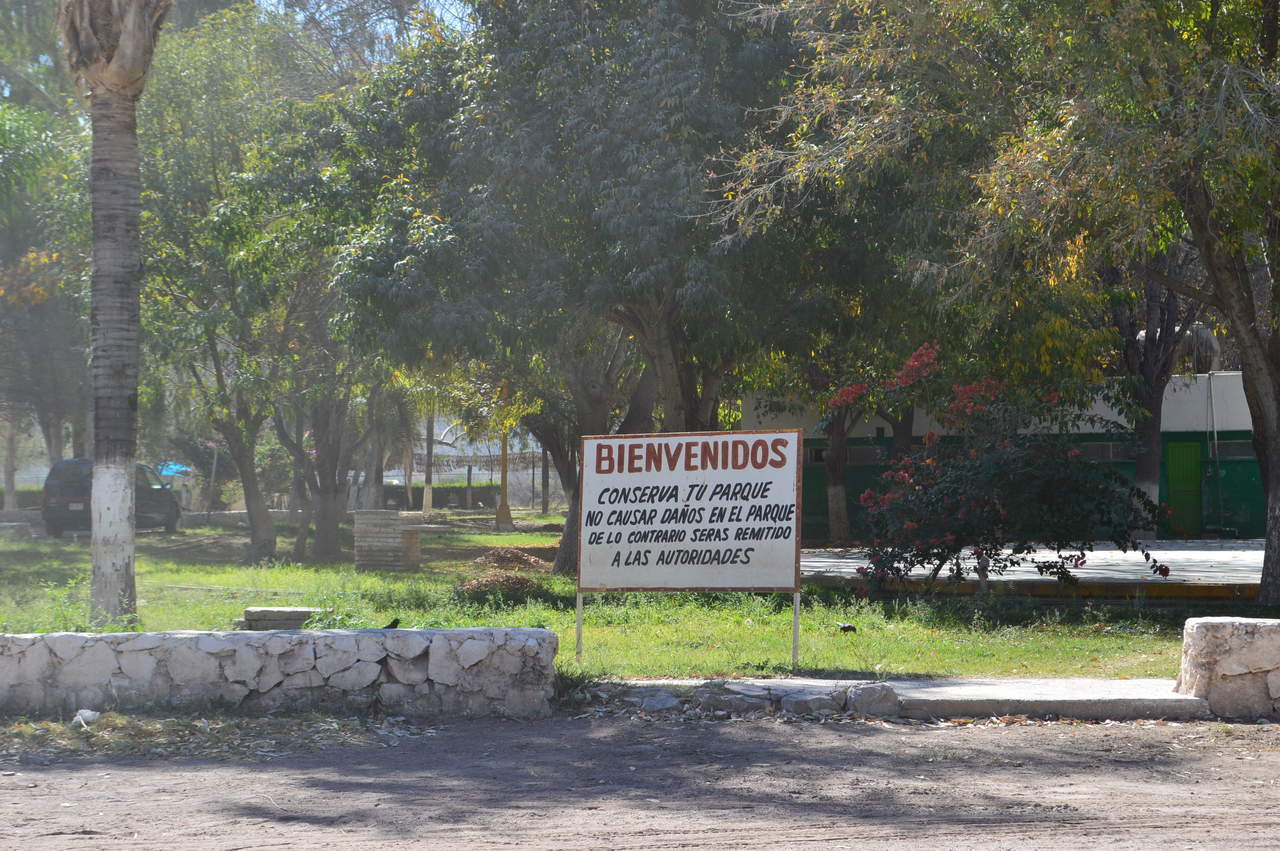 BIENVENIDOS
CONSERVA TU PARQUE
NO CAUSAR DAÑOS EN EL PARQUE
DE LO CONTRARIO SERAS REMITIDO
A LAS AUTORIDADES